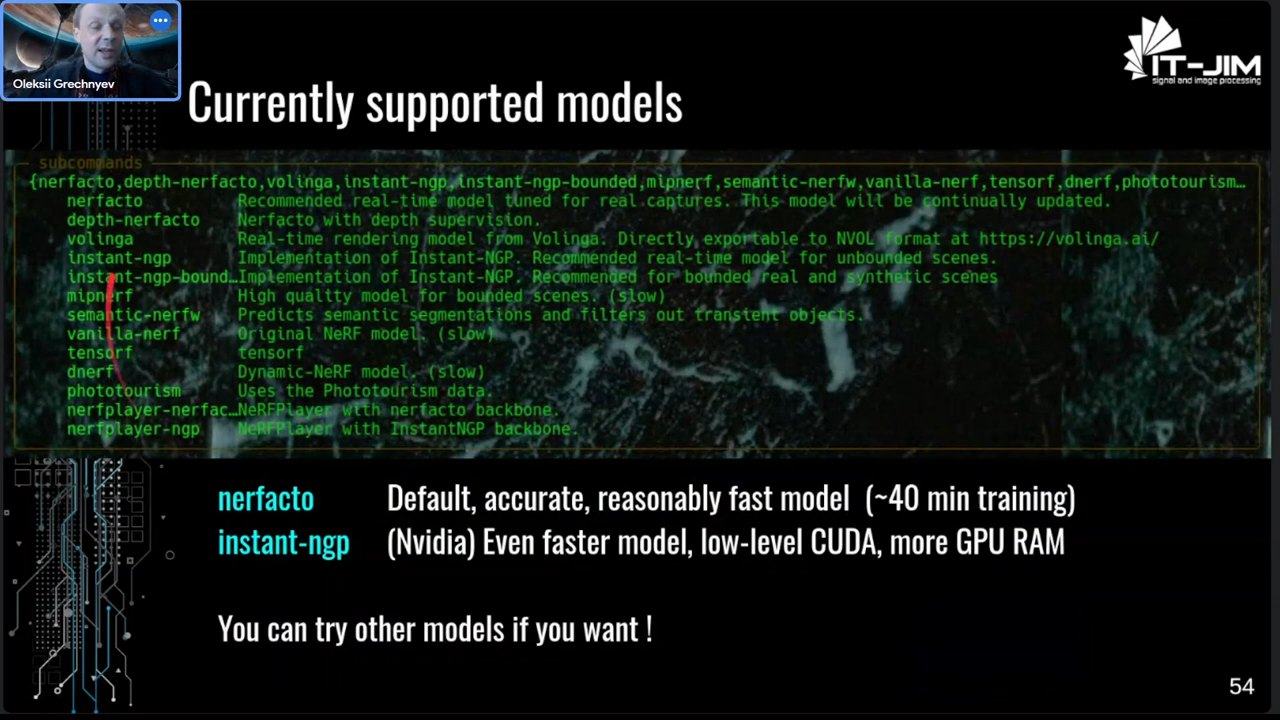 Oleksii Grechnyev
IT-JIM
signal and image processing
Currently supported models
subcommands
{nerfacto,depth-nerfacto,volinga,instant-ngp,instant-ngp-bounded,mipnerf,semantic-nerfw,vanilla-nerf,tensorf,dnerf,phototourism…
nerfacto Recommended real-time model tuned for real captures. This model will be continually updated.
depth-nerfacto Nerfacto with depth supervision.
volinga Real-time rendering model from Volinga. Directly exportable to NVOL format at https://volinga.ai/
instant-ngp Implementation of Instant-NGP. Recommended real-time model for unbounded scenes.
instant-ngp-bound… Implementation of Instant-NGP. Recommended for bounded real and synthetic scenes
mipnerf High quality model for bounded scenes. (slow)
semantic-nerfw Predicts semantic segmentations and filters out transient objects.
vanilla-nerf Original NeRF model. (slow)
tensorf tensorf
dnerf Dynamic-NeRF model. (slow)
phototourism Uses the Phototourism data.
nerfplayer-nerfac… NeRFPlayer with nerfacto backbone.
nerfplayer-ngp NeRFPlayer with InstantNGP backbone.
nerfacto Default, accurate, reasonably fast model (~40 min training)
instant-ngp (Nvidia) Even faster model, low-level CUDA, more GPU RAM
You can try other models if you want !
54